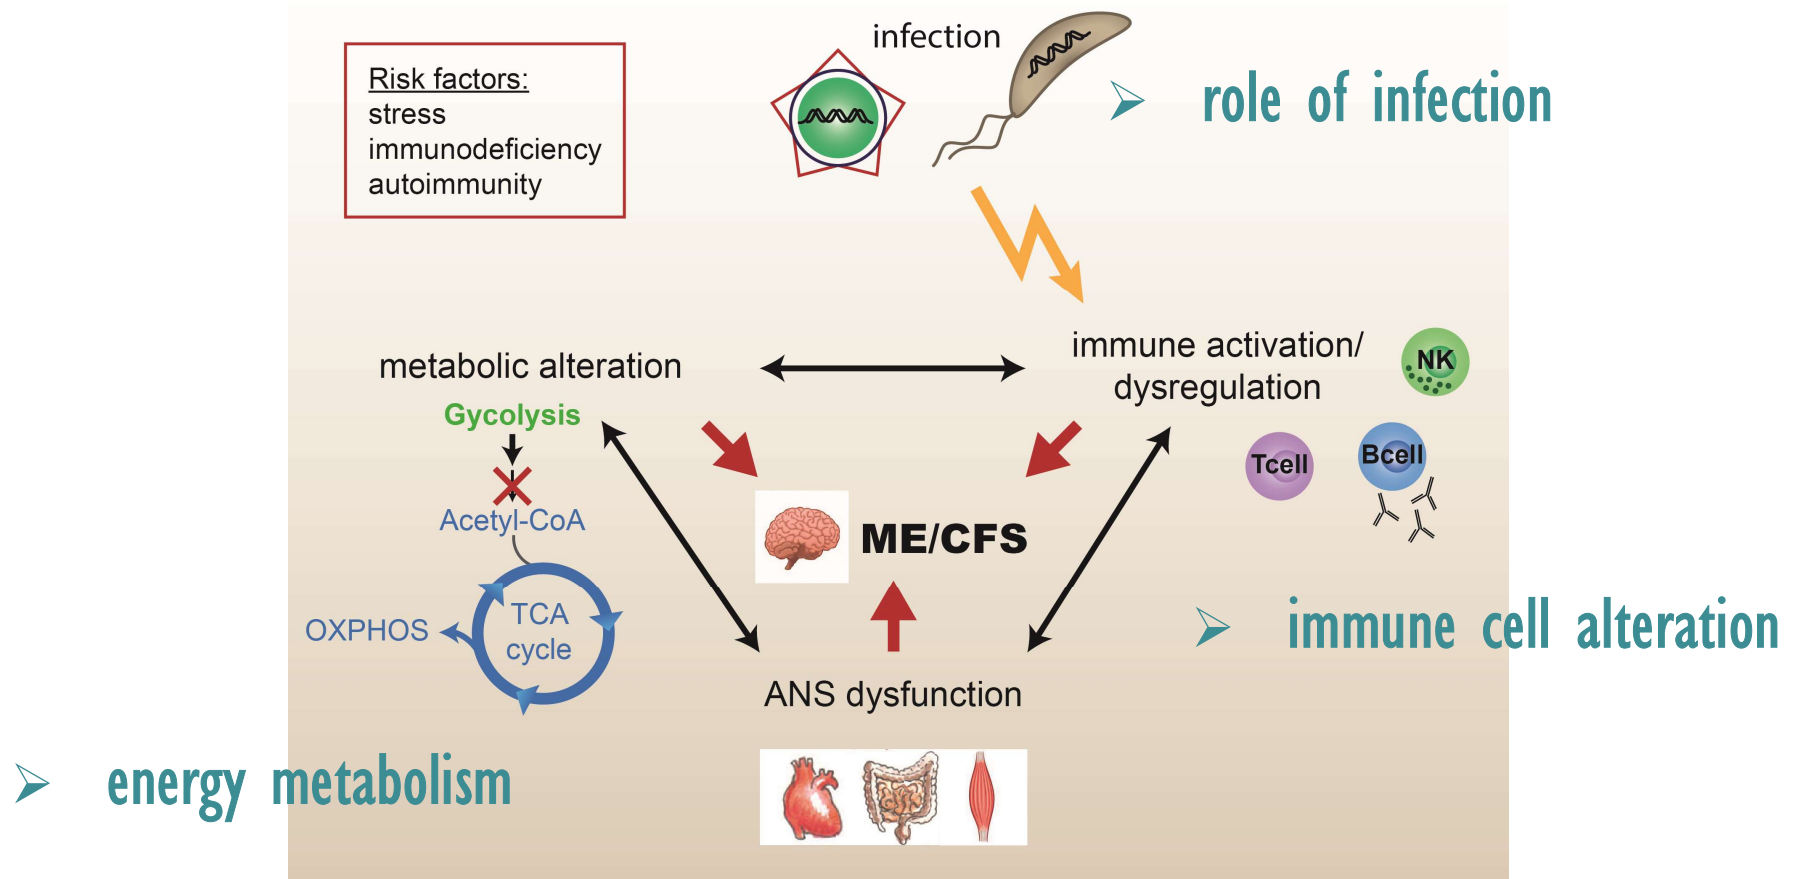 infection
Risk factors:
stress
immunodeficiency
autoimmunity
➢ role of infection
metabolic alteration
immune activation/
dysregulation
NK
Gycolysis
Tcell
Bcell
Acetyl-CoA
ME/CFS
TCA
cycle
OXPHOS
➢ immune cell alteration
ANS dysfunction
➢ energy metabolism